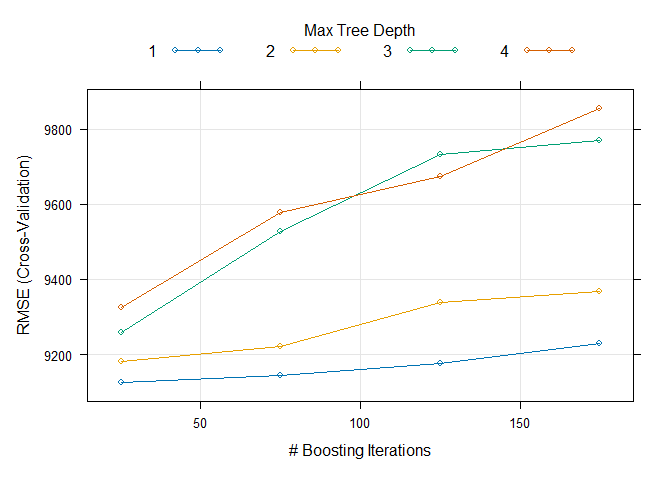 Max Tree Depth
1 2 3 4
RMSE (Cross-Validation)
9800
9600
9400
9200
50 100 150
# Boosting Iterations